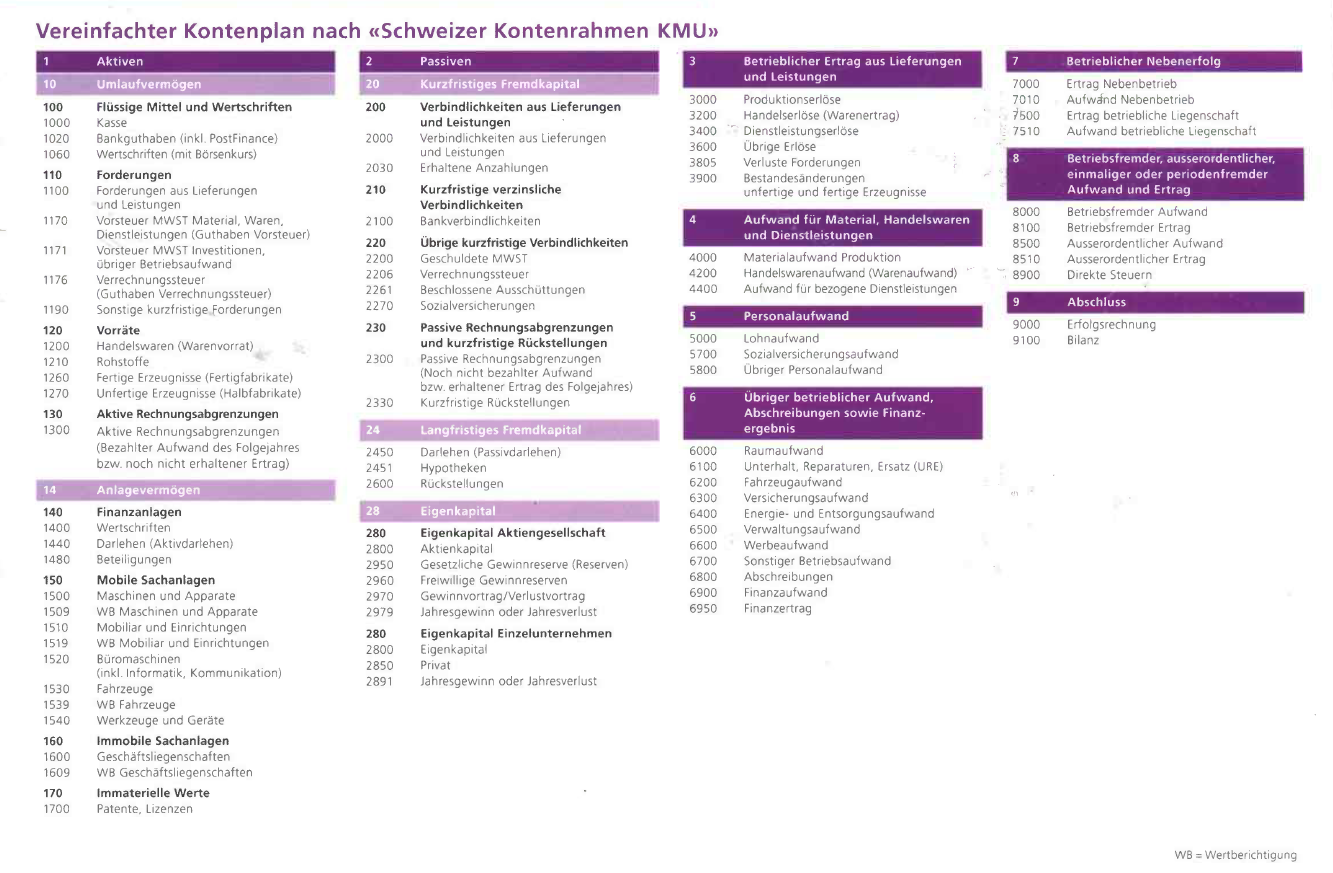 Vereinfachter Kontenplan nach «Schweizer Kontenrahmen KMU»
1 Aktiven
10 Umlaufvermögen
100 Flüssige Mittel und Wertschriften
1000 Kasse
1020 Bankguthaben (inkl. PostFinance)
1060 Wertschriften (mit Börsenkurs)
110 Forderungen
1100 Forderungen aus Lieferungen
und Leistungen
1170 Vorsteuer MWST Material, Waren,
Dienstleistungen (Guthaben Vorsteuer)
1171 Vorsteuer MWST Investitionen,
übriger Betriebsaufwand
1176 Verrechnungssteuer
(Guthaben Verrechnungssteuer)
1190 Sonstige kurzfristige Forderungen
120 Vorräte
1200 Handelswaren (Warenvorrat)
1210 Rohstoffe
1260 Fertige Erzeugnisse (Fertigfabrikate)
1270 Unfertige Erzeugnisse (Halbfabrikate)
130 Aktive Rechnungsabgrenzungen
1300 Aktive Rechnungsabgrenzungen
(Bezahlter Aufwand des Folgejahres
bzw. noch nicht erhaltener Ertrag)
14 Anlagevermögen
140 Finanzanlagen
1400 Wertschriften
1440 Darlehen (Aktivdarlehen)
1480 Beteiligungen
150 Mobile Sachanlagen
1500 Maschinen und Apparate
1509 WB Maschinen und Apparate
1510 Mobiliar und Einrichtungen
1519 WB Mobiliar und Einrichtungen
1520 Büromaschinen
(inkl. Informatik, Kommunikation)
1530 Fahrzeuge
1539 WB Fahrzeuge
1540 Werkzeuge und Geräte
160 Immobile Sachanlagen
1600 Geschäftsliegenschaften
1609 WB Geschäftsliegenschaften
170 Immaterielle Werte
1700 Patente, Lizenzen
2 Passiven
20 Kurzfristiges Fremdkapital
200 Verbindlichkeiten aus Lieferungen
und Leistungen
2000 Verbindlichkeiten aus Lieferungen
und Leistungen
2030 Erhaltene Anzahlungen
210 Kurzfristige verzinsliche
Verbindlichkeiten
2100 Bankverbindlichkeiten
220 Übrige kurzfristige Verbindlichkeiten
2200 Geschuldete MWST
2206 Verrechnungssteuer
2261 Beschlossene Ausschüttungen
2270 Sozialversicherungen
230 Passive Rechnungsabgrenzungen
und kurzfristige Rückstellungen
2300 Passive Rechnungsabgrenzungen
(Noch nicht bezahlter Aufwand
bzw. erhaltener Ertrag des Folgejahres)
2330 Kurzfristige Rückstellungen
24 Langfristiges Fremdkapital
2450 Darlehen (Passivdarlehen)
2451 Hypotheken
2600 Rückstellungen
28 Eigenkapital
280 Eigenkapital Aktiengesellschaft
2800 Aktienkapital
2950 Gesetzliche Gewinnreserve (Reserven)
2960 Freiwillige Gewinnreserven
2970 Gewinnvortrag/Verlustvortrag
2979 Jahresgewinn oder Jahresverlust
280 Eigenkapital Einzelunternehmen
2800 Eigenkapital
2850 Privat
2891 Jahresgewinn oder Jahresverlust
3 Betrieblicher Ertrag aus Lieferungen
und Leistungen
3000 Produktionserlöse
3200 Handelserlöse (Warenertrag)
3400 Dienstleistungserlöse
3600 Übrige Erlöse
3805 Verluste Forderungen
3900 Bestandesänderungen
unfertige und fertige Erzeugnisse
4 Aufwand für Material, Handelswaren
und Dienstleistungen
4000 Materialaufwand Produktion
4200 Handelswarenaufwand (Warenaufwand)
4400 Aufwand für bezogene Dienstleistungen
5 Personalaufwand
5000 Lohnaufwand
5700 Sozialversicherungsaufwand
5800 Übriger Personalaufwand
6 Übriger betrieblicher Aufwand,
Abschreibungen sowie Finanz-
ergebnis
6000 Raumaufwand
6100 Unterhalt, Reparaturen, Ersatz (URE)
6200 Fahrzeugaufwand
6300 Versicherungsaufwand
6400 Energie- und Entsorgungsaufwand
6500 Verwaltungsaufwand
6600 Werbeaufwand
6700 Sonstiger Betriebsaufwand
6800 Abschreibungen
6900 Finanzaufwand
6950 Finanzertrag
7 Betrieblicher Nebenerfolg
7000 Ertrag Nebenbetrieb
7010 Aufwand Nebenbetrieb
7500 Ertrag betriebliche Liegenschaft
7510 Aufwand betriebliche Liegenschaft
8 Betriebsfremder, ausserordentlicher,
einmaliger oder periodenfremder
Aufwand und Ertrag
8000 Betriebsfremder Aufwand
8100 Betriebsfremder Ertrag
8500 Ausserordentlicher Aufwand
8510 Ausserordentlicher Ertrag
8900 Direkte Steuern
9 Abschluss
9000 Erfolgsrechnung
9100 Bilanz
WB = Wertberichtigung